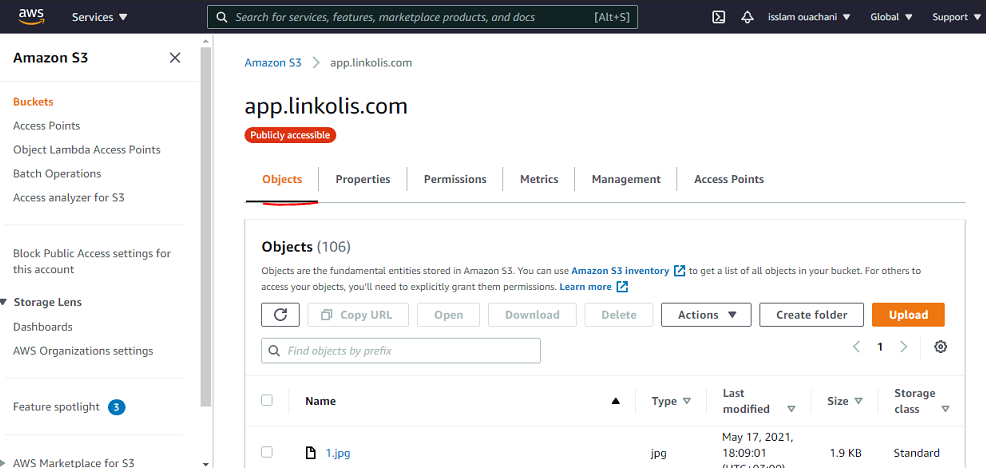 aws
Services
Search for services, features, marketplace products, and docs
[Alt+S]
isslam ouachani
Global
Support
Amazon S3
Buckets
Access Points
Object Lambda Access Points
Batch Operations
Access analyzer for S3
Block Public Access settings for
this account
Storage Lens
Dashboards
AWS Organizations settings
Feature spotlight
3
AWS Marketplace for S3
Amazon S3
app.linkolis.com
app.linkolis.com
Publicly accessible
Objects
Properties
Permissions
Metrics
Management
Access Points
Objects (106)
Objects are the fundamental entities stored in Amazon S3. You can use Amazon S3 inventory to get a list of all objects in your bucket. For others to
access your objects, you'll need to explicitly grant them permissions. Learn more
Copy URL
Open
Download
Delete
Actions
Create folder
Upload
Find objects by prefix
1
Name
Type
Last
modified
Size
Storage
class
1.jpg
jpg
May 17, 2021,
18:09:01
1.9 KB
Standard